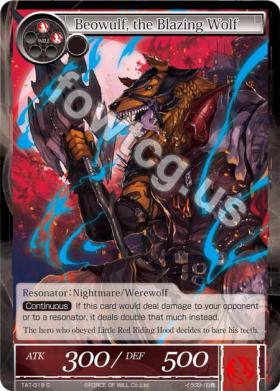 Beowulf, the Blazing Wolf
fowtcg.us
Resonator : Nightmare/Werewolf
Continuous If this card would deal damage to your opponent
or to a resonator, it deals double that much instead.
The hero who obeyed Little Red Riding Hood decides to bare his teeth.
ATK 300 / DEF 500
TAT-019 C ©FORCE OF WILL Co.,Ltd.